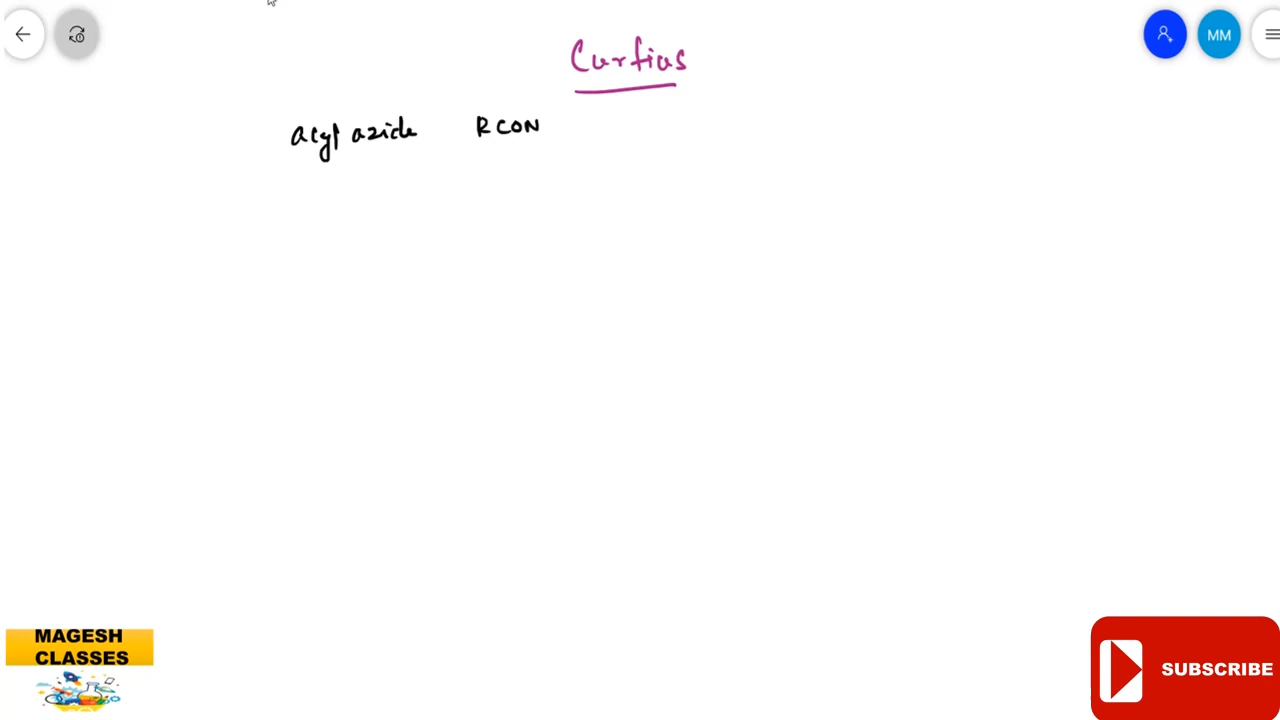 MM
Curtius
acyl azide RCON
MAGESH
CLASSES
SUBSCRIBE